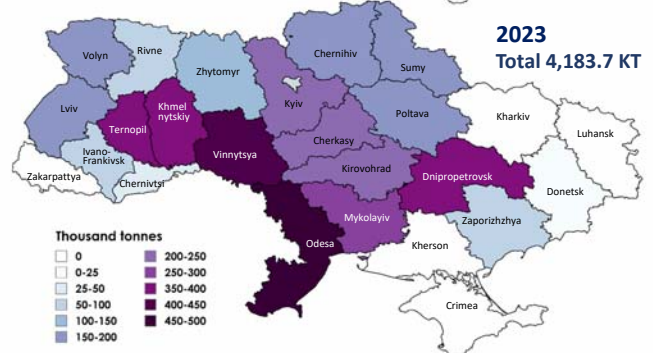 2023
Total 4,183.7 KT
Volyn
Rivne
Zhytomyr
Chernihiv
Sumy
Kyiv
Lviv
Ternopil
Khmel
nytskiy
Poltava
Kharkiv
Luhansk
Ivano-
Frankivsk
Zakarpattya
Chernivtsi
Vinnytsya
Cherkasy
Kirovohrad
Dnipropetrovsk
Donetsk
Mykolayiv
Zaporizhzhya
Odesa
Kherson
Crimea
Thousand tonnes
0
0-25
25-50
50-100
100-150
150-200
200-250
250-300
350-400
400-450
450-500